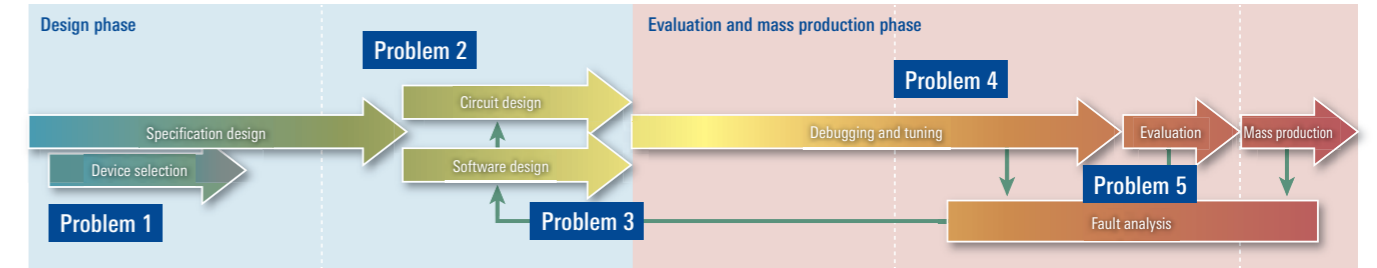 Design phase
Evaluation and mass production phase
Problem 2
Problem 4
Circuit design
Specification design
Debugging and tuning
Evaluation
Mass production
Device selection
Software design
Problem 5
Problem 1
Problem 3
Fault analysis